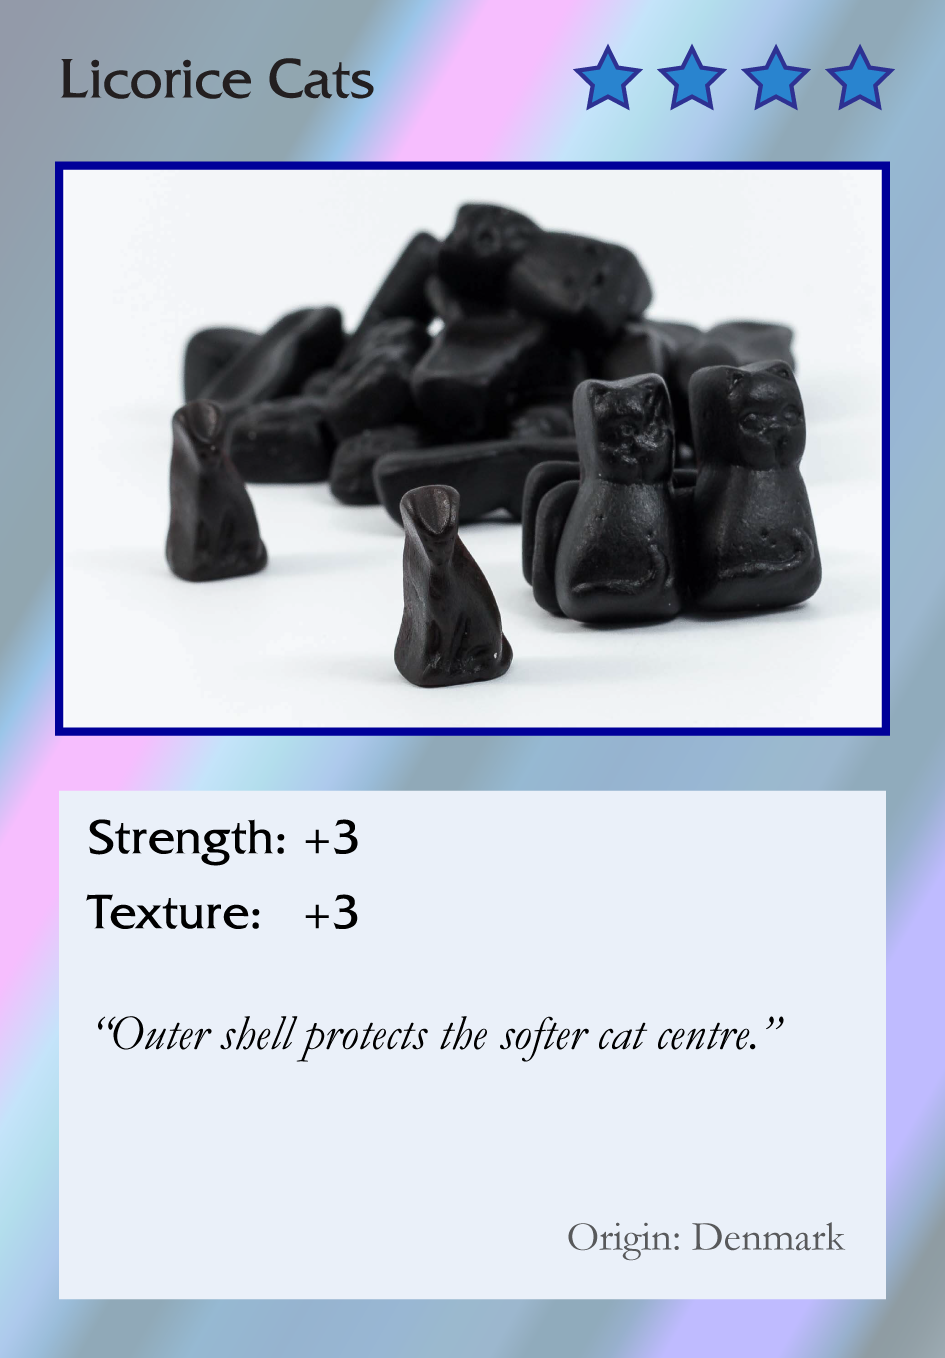 Licorice Cats
Strength: +3
Texture: +3
“Outer shell protects the softer cat centre.”
Origin: Denmark